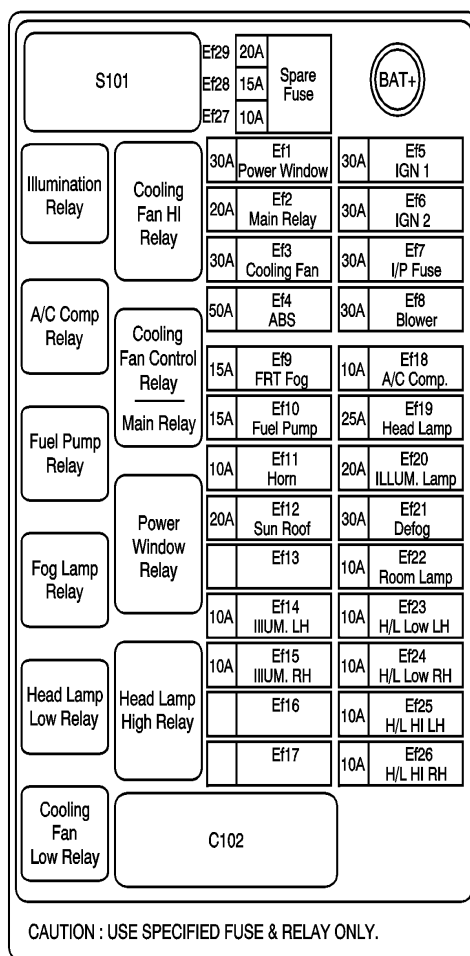 S101
Ef29 20A
Ef28 15A
Ef27 10A
Spare
Fuse
BAT+
Illumination
Relay
A/C Comp
Relay
Fuel Pump
Relay
Fog Lamp
Relay
Head Lamp
Low Relay
Cooling
Fan
Low Relay
Cooling
Fan HI
Relay
Cooling
Fan Control
Relay
Main Relay
Power
Window
Relay
Head Lamp
High Relay
30A Ef1
Power Window
20A Ef2
Main Relay
30A Ef3
Cooling Fan
50A Ef4
ABS
15A Ef9
FRT Fog
15A Ef10
Fuel Pump
10A Ef11
Horn
20A Ef12
Sun Roof
Ef13
10A Ef14
IIIUM. LH
10A Ef15
IIIUM. RH
Ef16
Ef17
30A Ef5
IGN 1
30A Ef6
IGN 2
30A Ef7
I/P Fuse
30A Ef8
Blower
10A Ef18
A/C Comp.
25A Ef19
Head Lamp
20A Ef20
ILLUM. Lamp
30A Ef21
Defog
10A Ef22
Room Lamp
10A Ef23
H/L Low LH
10A Ef24
H/L Low RH
10A Ef25
H/L HI LH
10A Ef26
H/L HI RH
C102
CAUTION : USE SPECIFIED FUSE & RELAY ONLY.